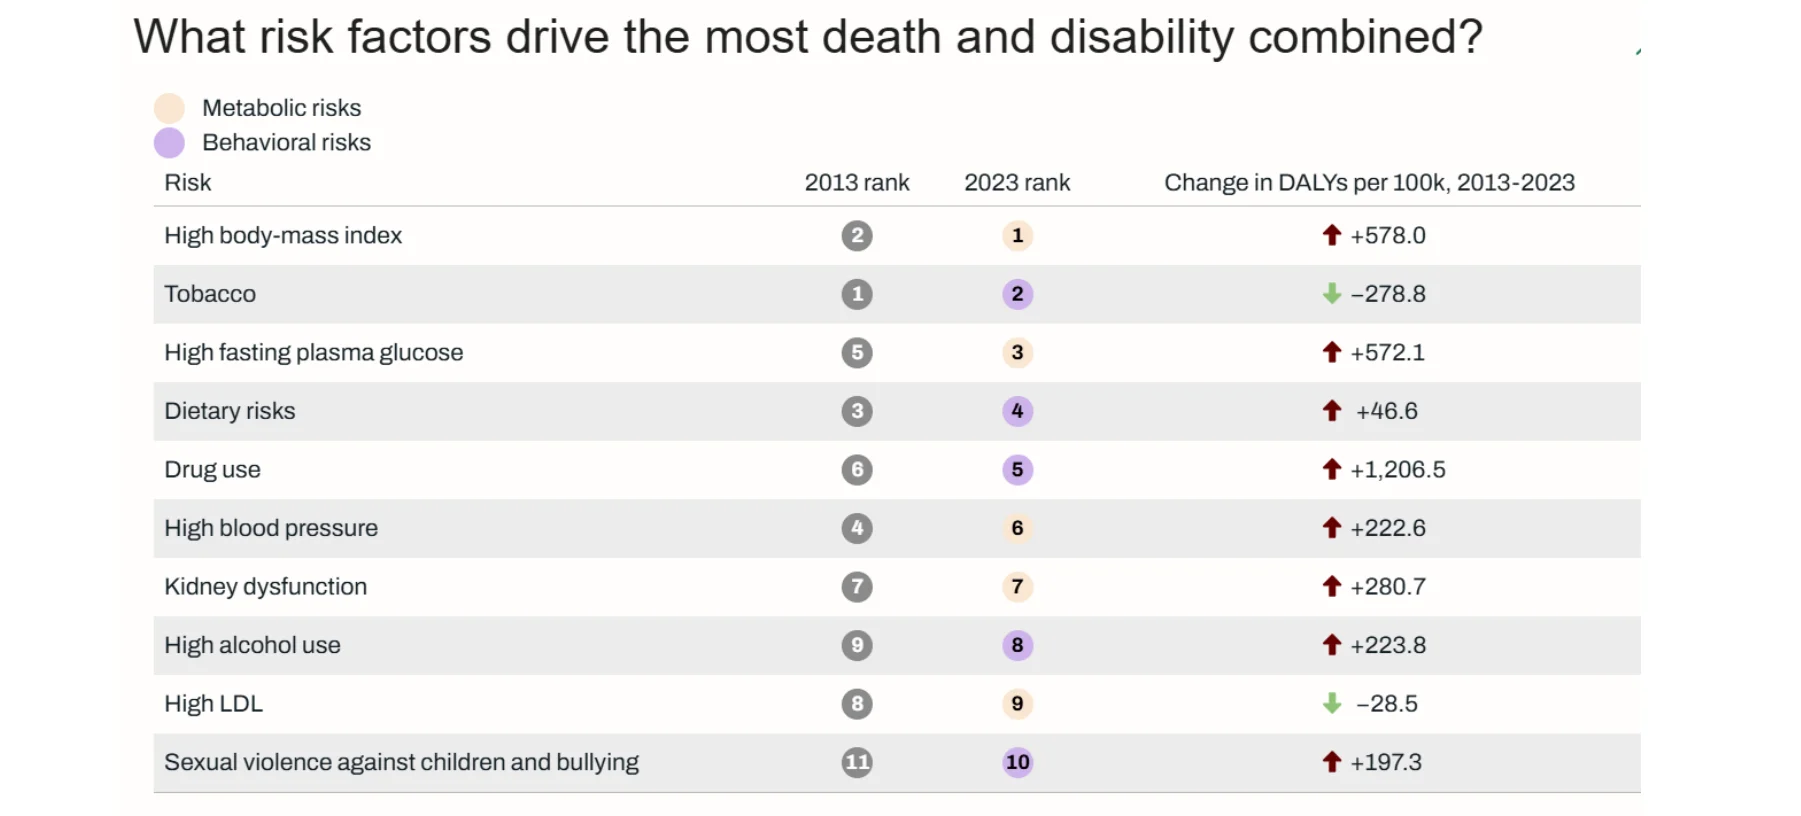 What risk factors drive the most death and disability combined?
Metabolic risks
Behavioral risks
Risk 2013 rank 2023 rank Change in DALYs per 100k, 2013-2023
High body-mass index 2 1 +578.0
Tobacco 1 2 −278.8
High fasting plasma glucose 5 3 +572.1
Dietary risks 3 4 +46.6
Drug use 6 5 +1,206.5
High blood pressure 4 6 +222.6
Kidney dysfunction 7 7 +280.7
High alcohol use 9 8 +223.8
High LDL 8 9 −28.5
Sexual violence against children and bullying 11 10 +197.3